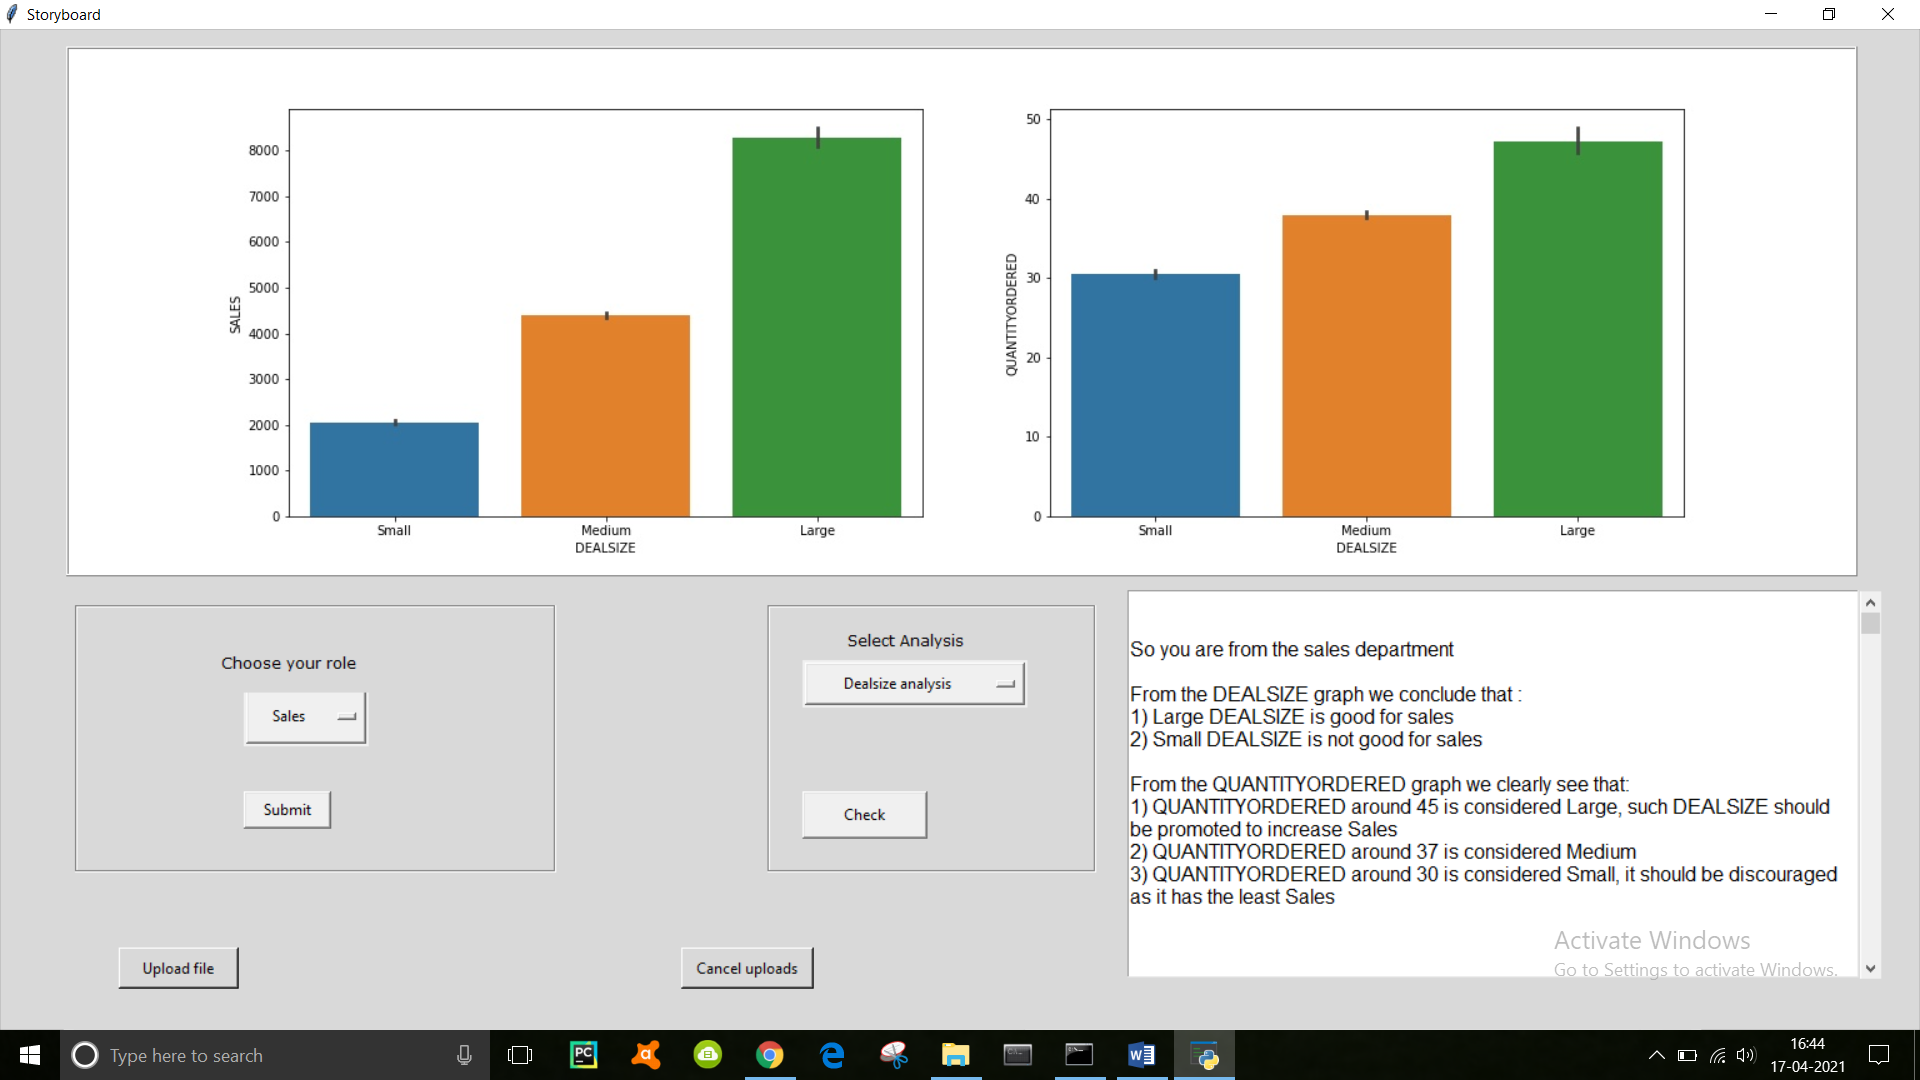 Storyboard
8000
7000
6000
5000
4000
3000
2000
1000
0
SALES
Small
Medium
Large
DEALSIZE
50
40
30
20
10
0
QUANTITYORDERED
Small
Medium
Large
DEALSIZE
Choose your role
Sales
Submit
Select Analysis
Dealsize analysis
Check
So you are from the sales department
From the DEALSIZE graph we conclude that :
1) Large DEALSIZE is good for sales
2) Small DEALSIZE is not good for sales
From the QUANTITYORDERED graph we clearly see that:
1) QUANTITYORDERED around 45 is considered Large, such DEALSIZE should
be promoted to increase Sales
2) QUANTITYORDERED around 37 is considered Medium
3) QUANTITYORDERED around 30 is considered Small, it should be discouraged
as it has the least Sales
Activate Windows
Go to Settings to activate Windows.
Upload file
Cancel uploads
Type here to search
PC
16:44
17-04-2021